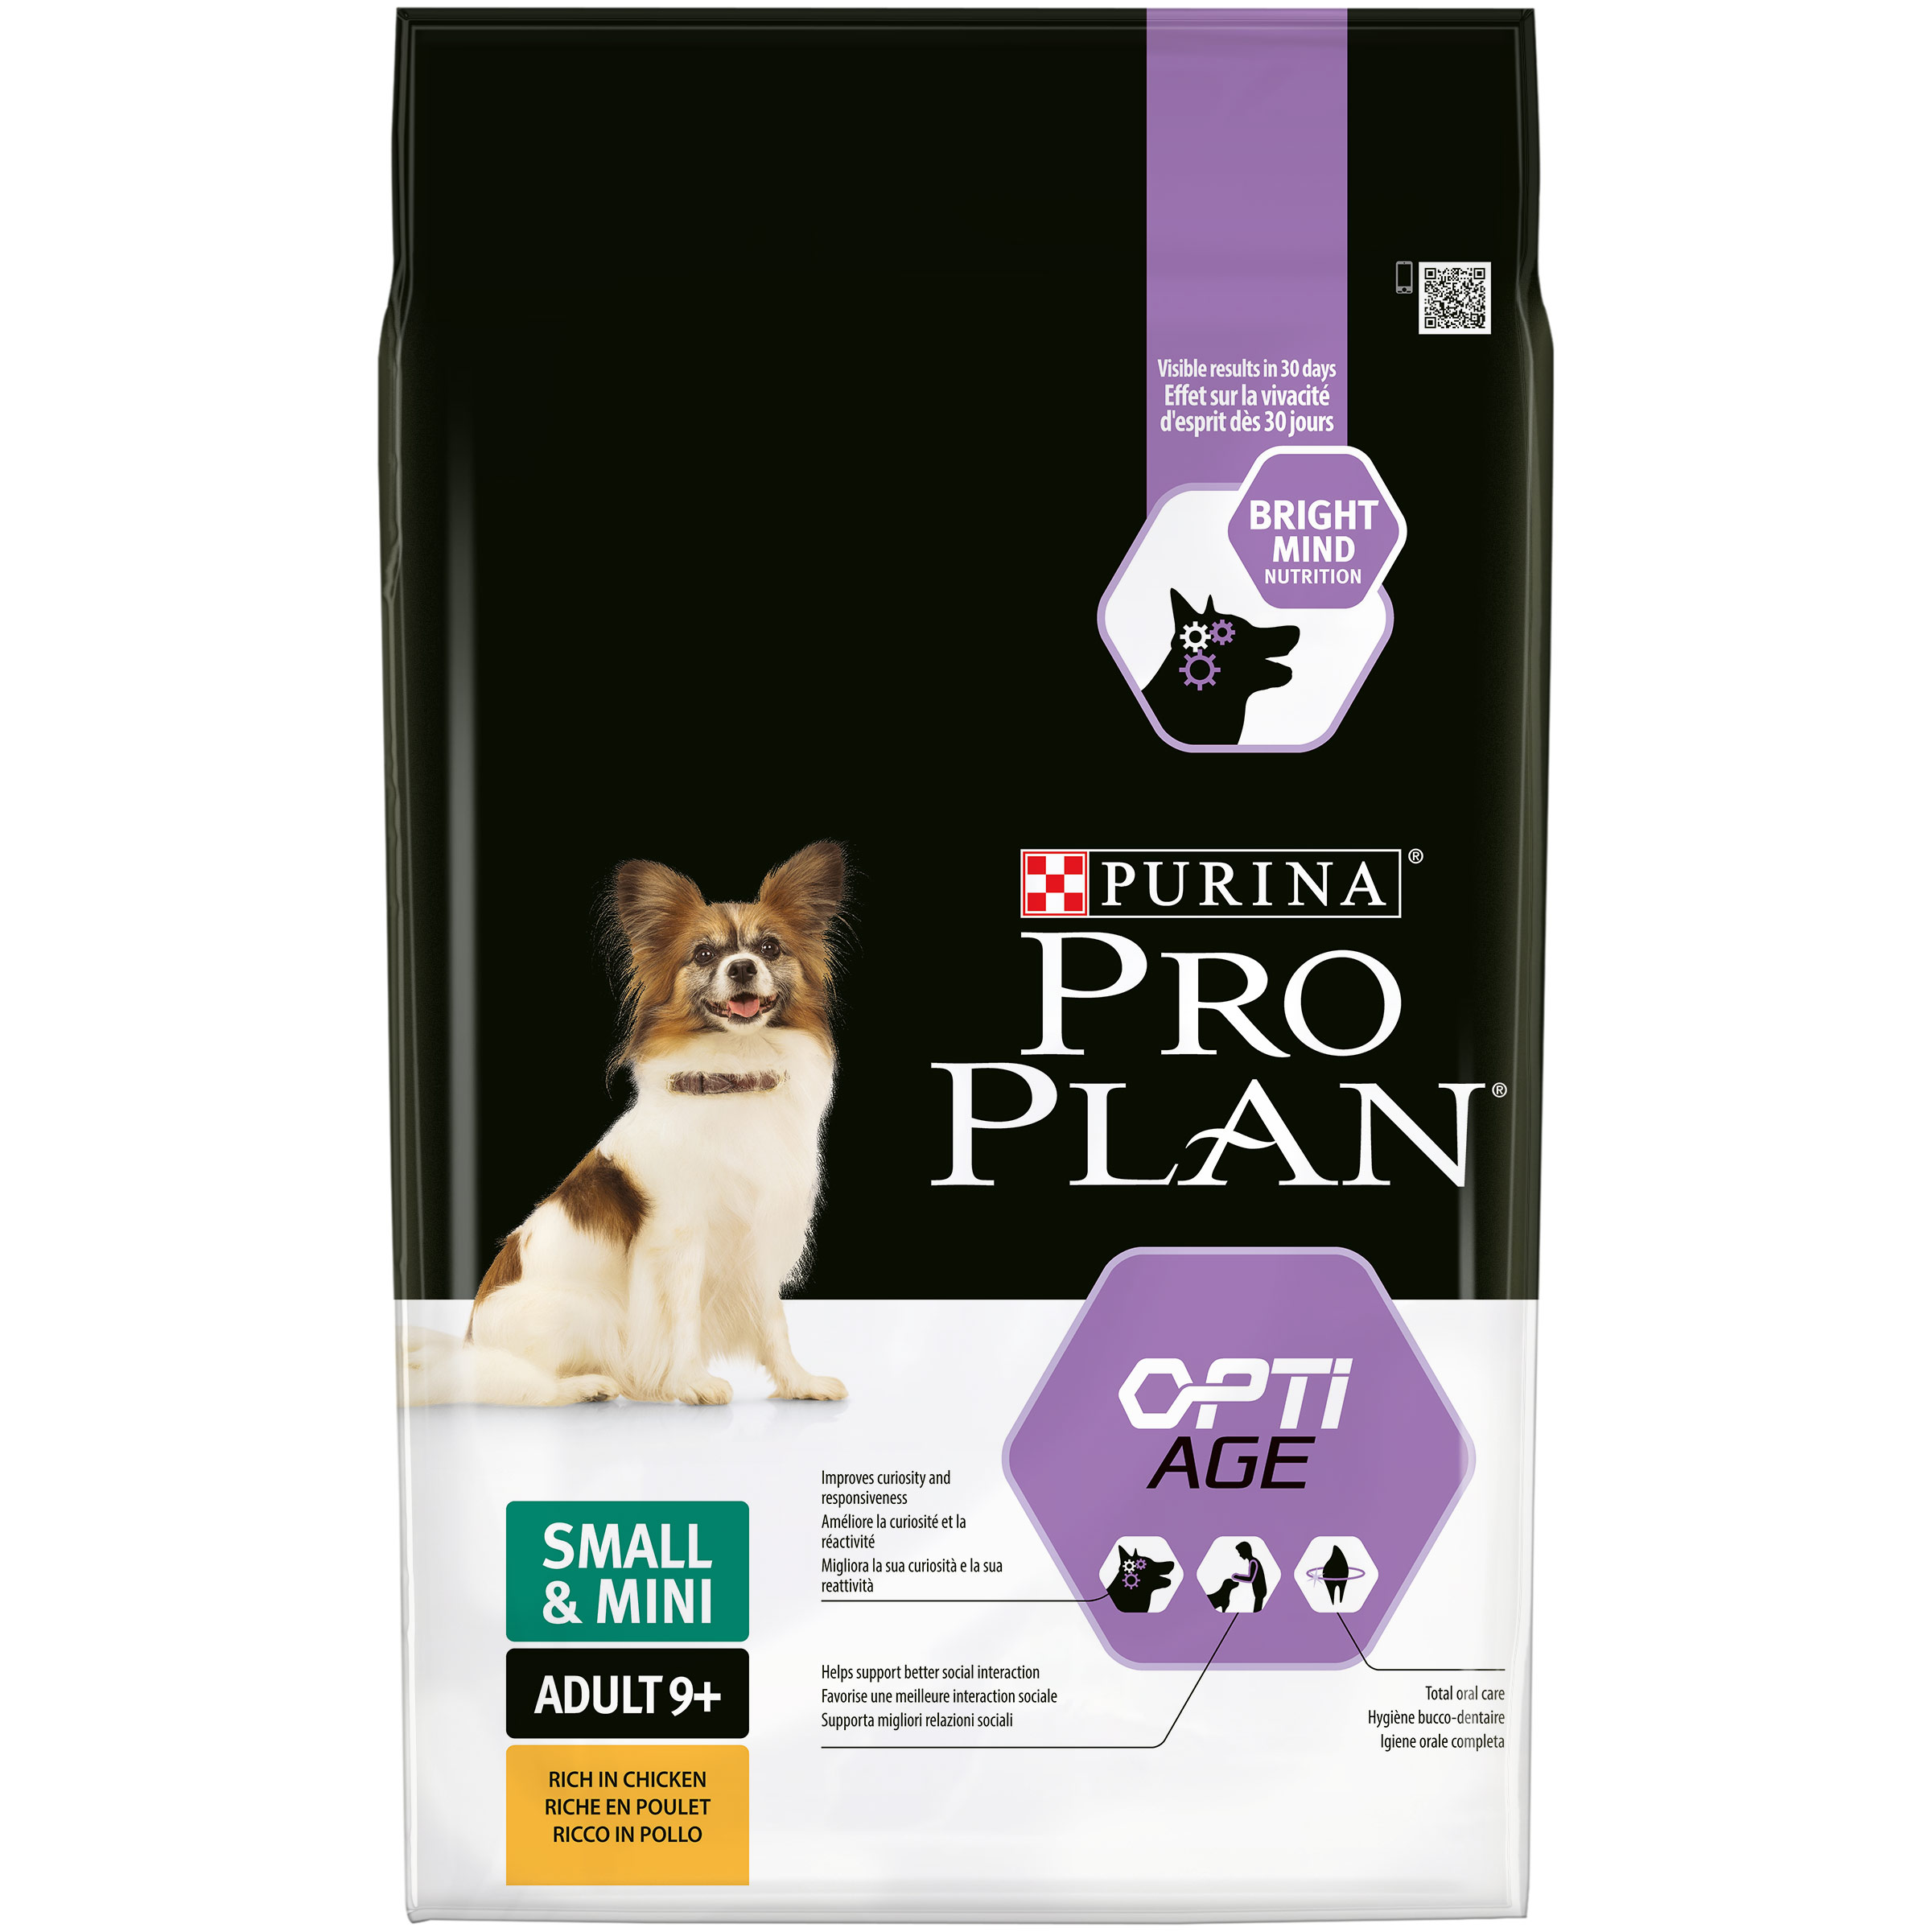 Visible results in 30 days
Effet sur la vivacité
d'esprit dès 30 jours
BRIGHT
MIND
NUTRITION
PURINA®
PRO
PLAN®
OPTI
AGE
Improves curiosity and
responsiveness
Améliore la curiosité et la
réactivité
Migliora la sua curiosità e la sua
reattività
Helps support better social interaction
Favorise une meilleure interaction sociale
Supporta migliori relazioni sociali
Total oral care
Hygiène bucco-dentaire
Igiene orale completa
SMALL
& MINI
ADULT 9+
RICH IN CHICKEN
RICHE EN POULET
RICCO IN POLLO